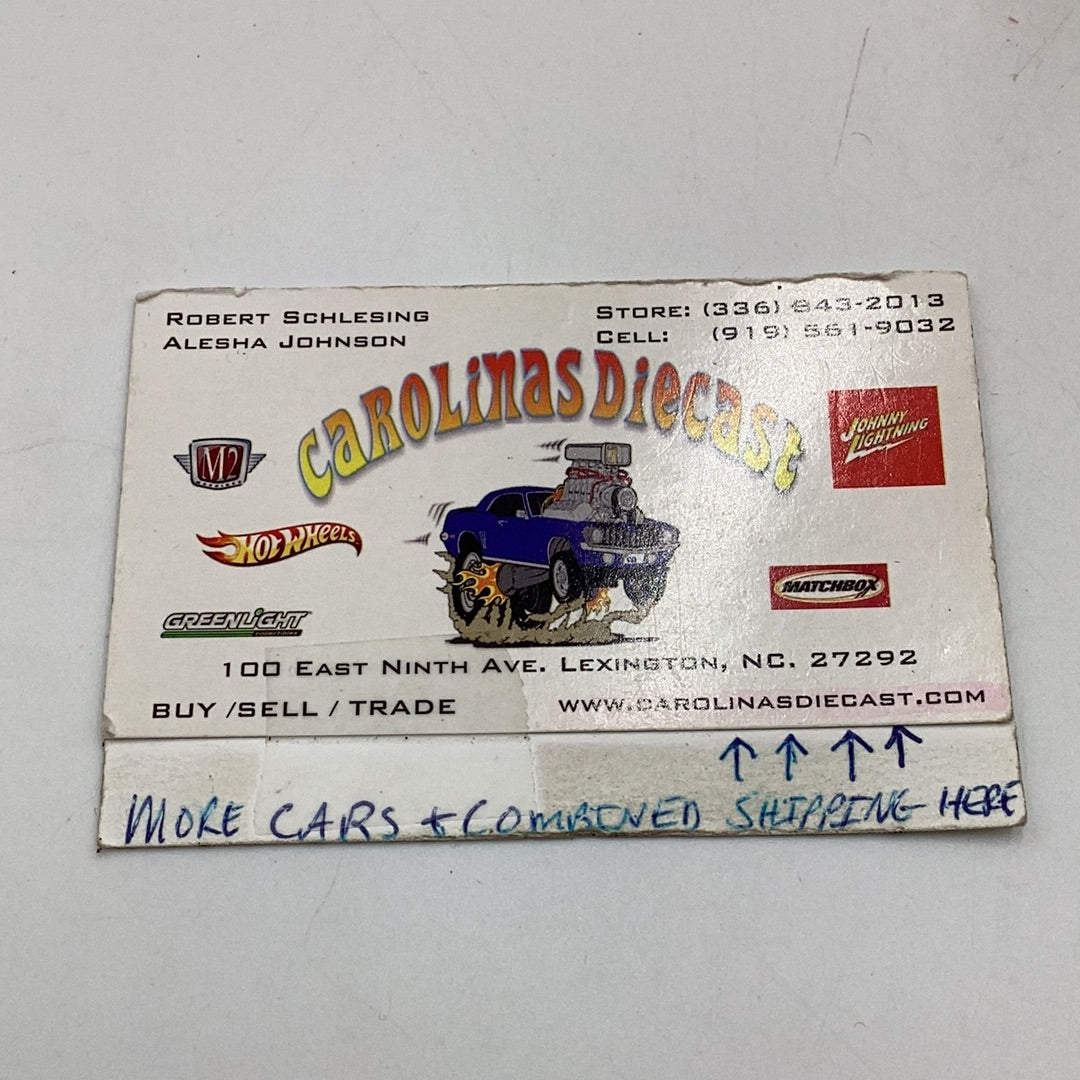 ROBERT SCHLESING
ALESHA JOHNSON
STORE: (336) 843-2013
CELL: (919) 561-9032
CAROLINAS DIECAST
M2
MACHINES
JOHNNY LIGHTNING
HOT WHEELS
MATCHBOX
GREENLIGHT
COLLECTIBLES
100 EAST NINTH AVE. LEXINGTON, NC. 27292
BUY /SELL / TRADE
WWW.CAROLINASDIECAST.COM
↑ ↑ ↑ ↑
MORE CARS + COMBINED SHIPPING HERE